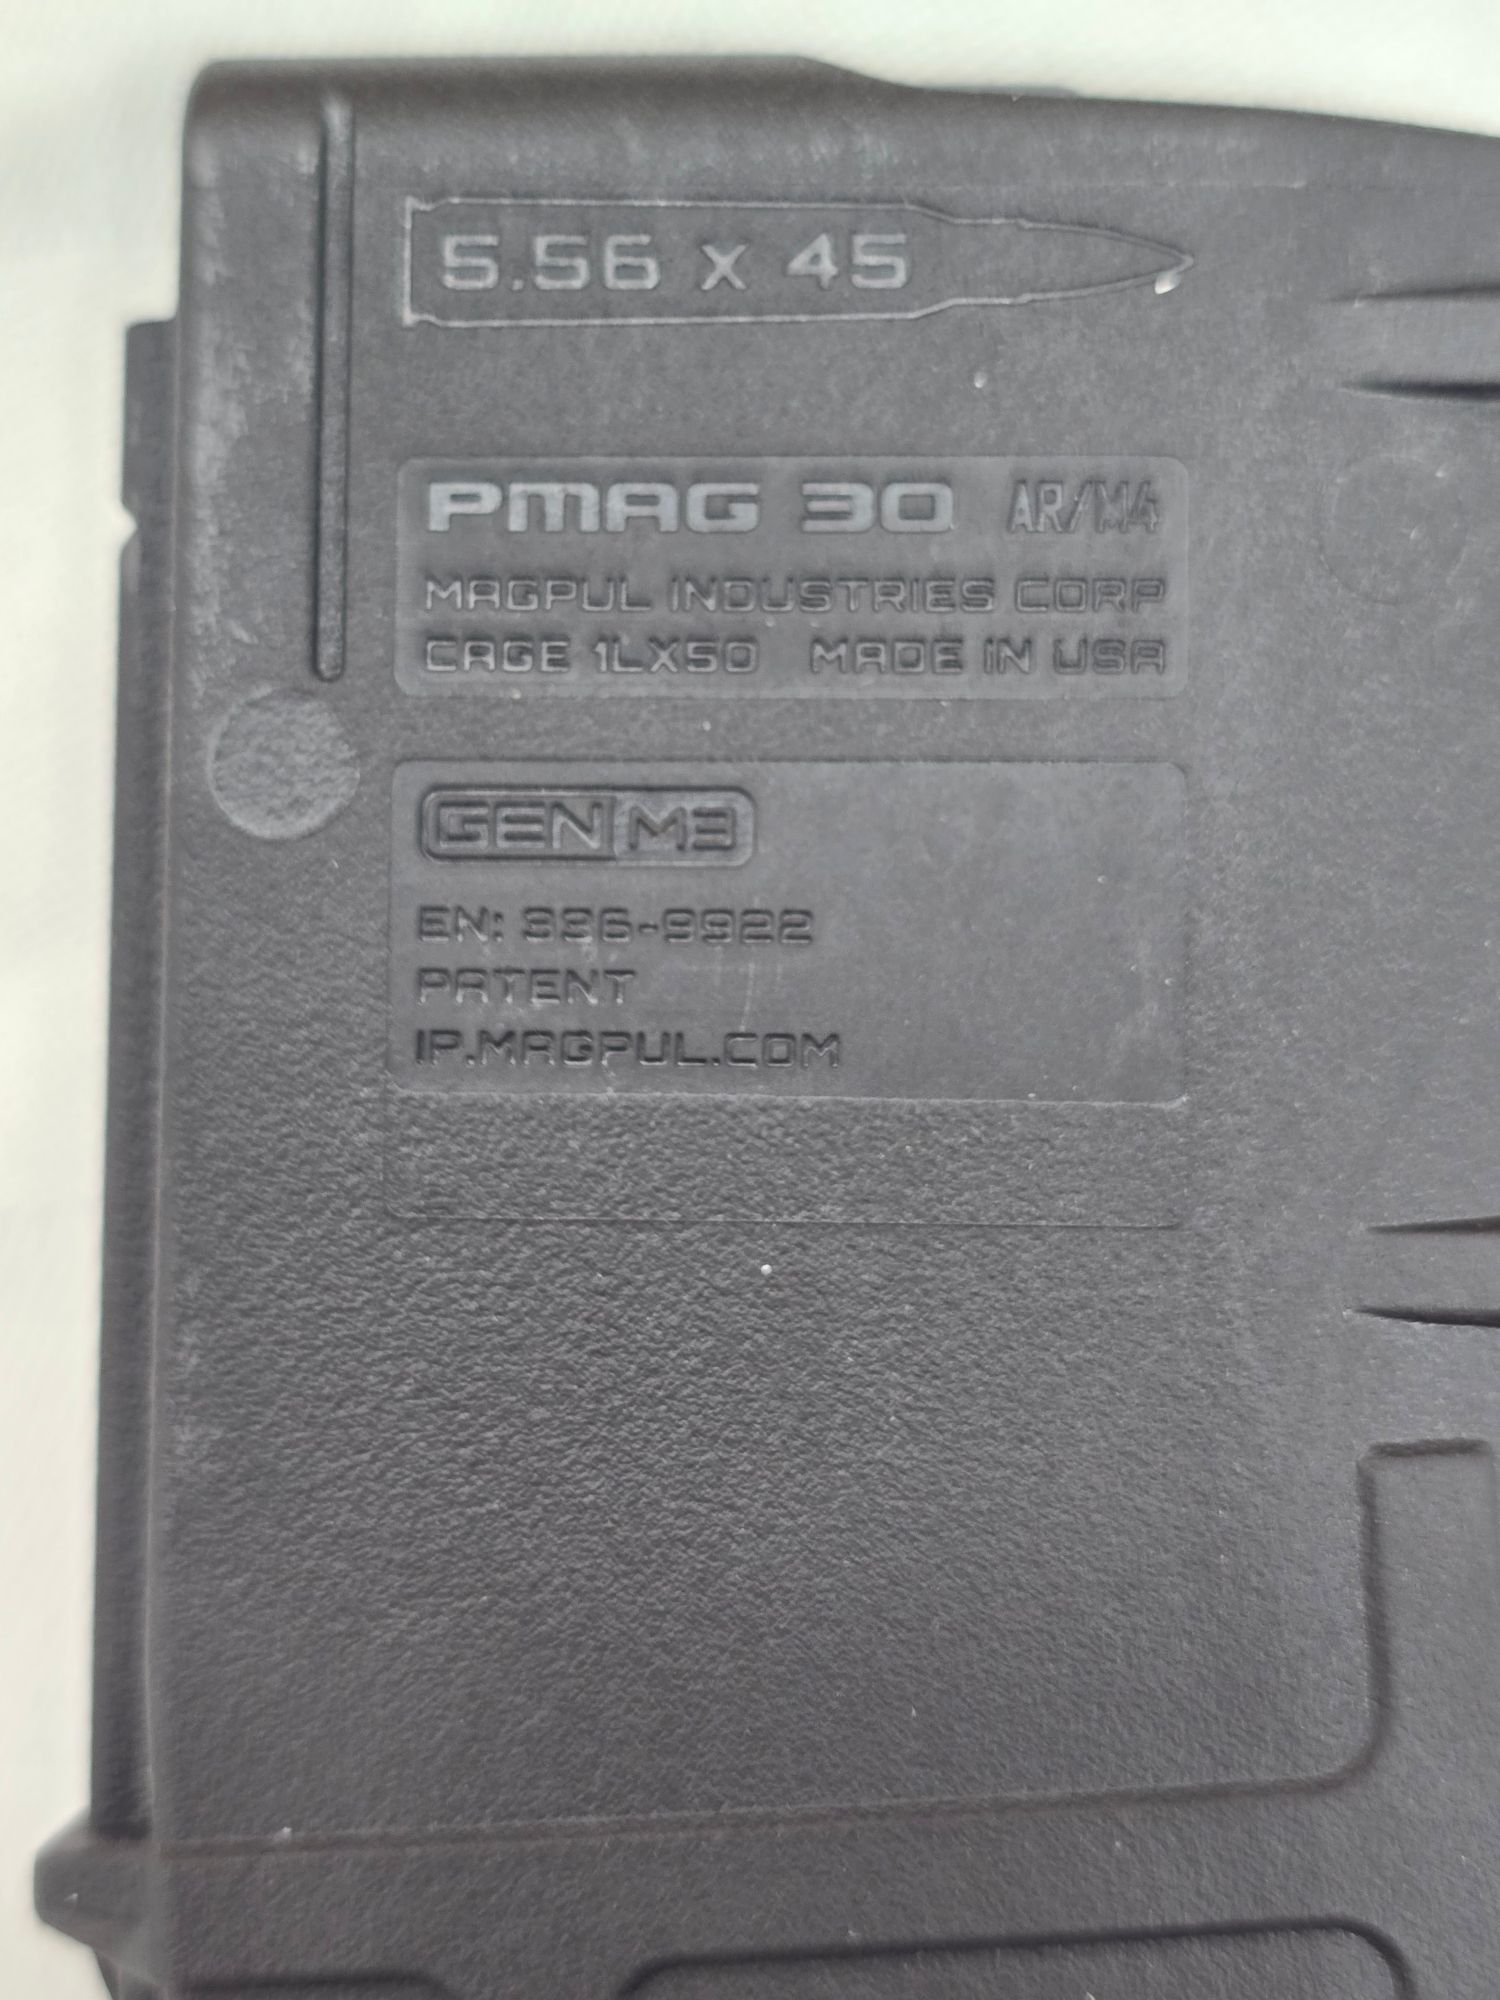 5.56 x 45
PMAG 30 AR/M4
MAGPUL INDUSTRIES CORP
CAGE 1LX50 MADE IN USA
GEN M3
EN: 336-9922
PATENT
IP.MAGPUL.COM